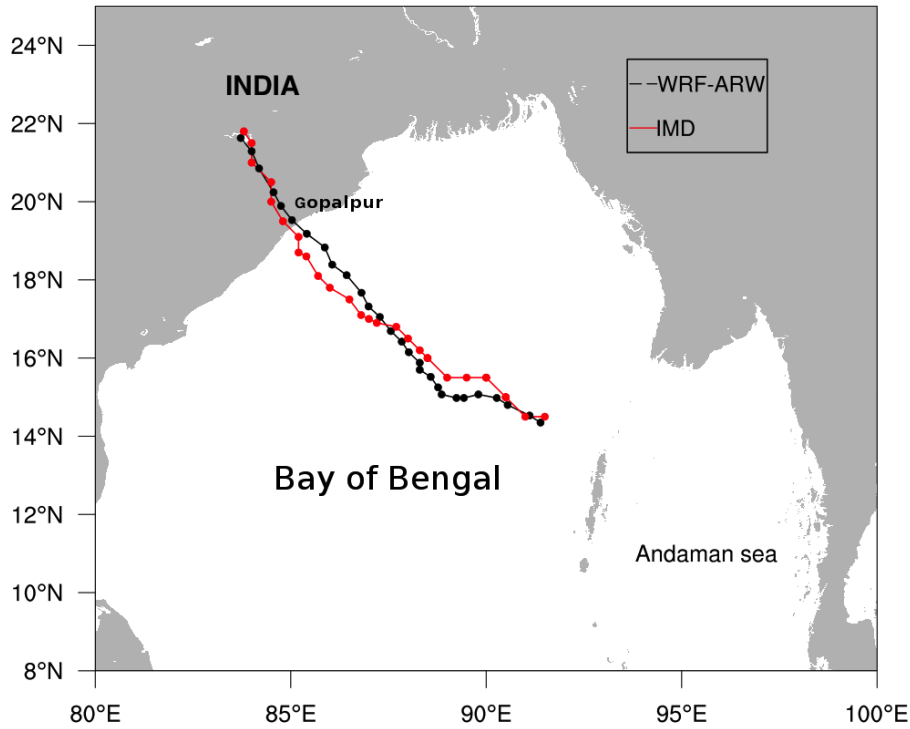 24°N
22°N
20°N
18°N
16°N
14°N
12°N
10°N
8°N
INDIA
WRF-ARW
IMD
Gopalpur
Bay of Bengal
Andaman sea
80°E
85°E
90°E
95°E
100°E